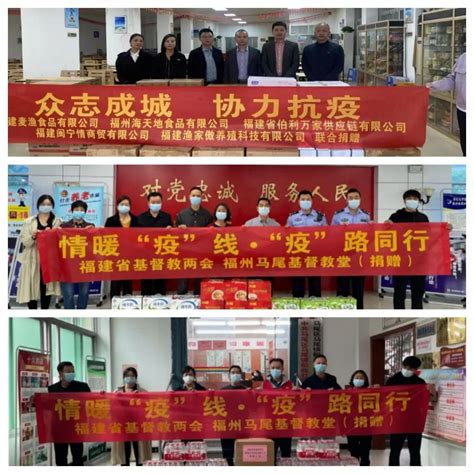 众志成城 协力抗疫
建麦渔食品有限公司 福州海天地食品有限公司 福建省伯利万家供应链有限公司
福建闽宁情商贸有限公司 福建渔家傲养殖科技有限公司 联合捐赠
对党忠诚 服务人民
情暖“疫”线·“疫”路同行
福建省基督教两会 福州马尾基督教堂（捐赠）
情暖“疫”线·“疫”路同行
福建省基督教两会 福州马尾基督教堂（捐赠）